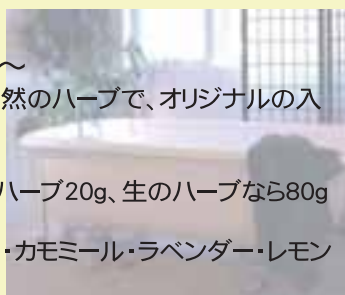 〜
然のハーブで、オリジナルの入
ハーブ20g、生のハーブなら80g
・カモミール・ラベンダー・レモン